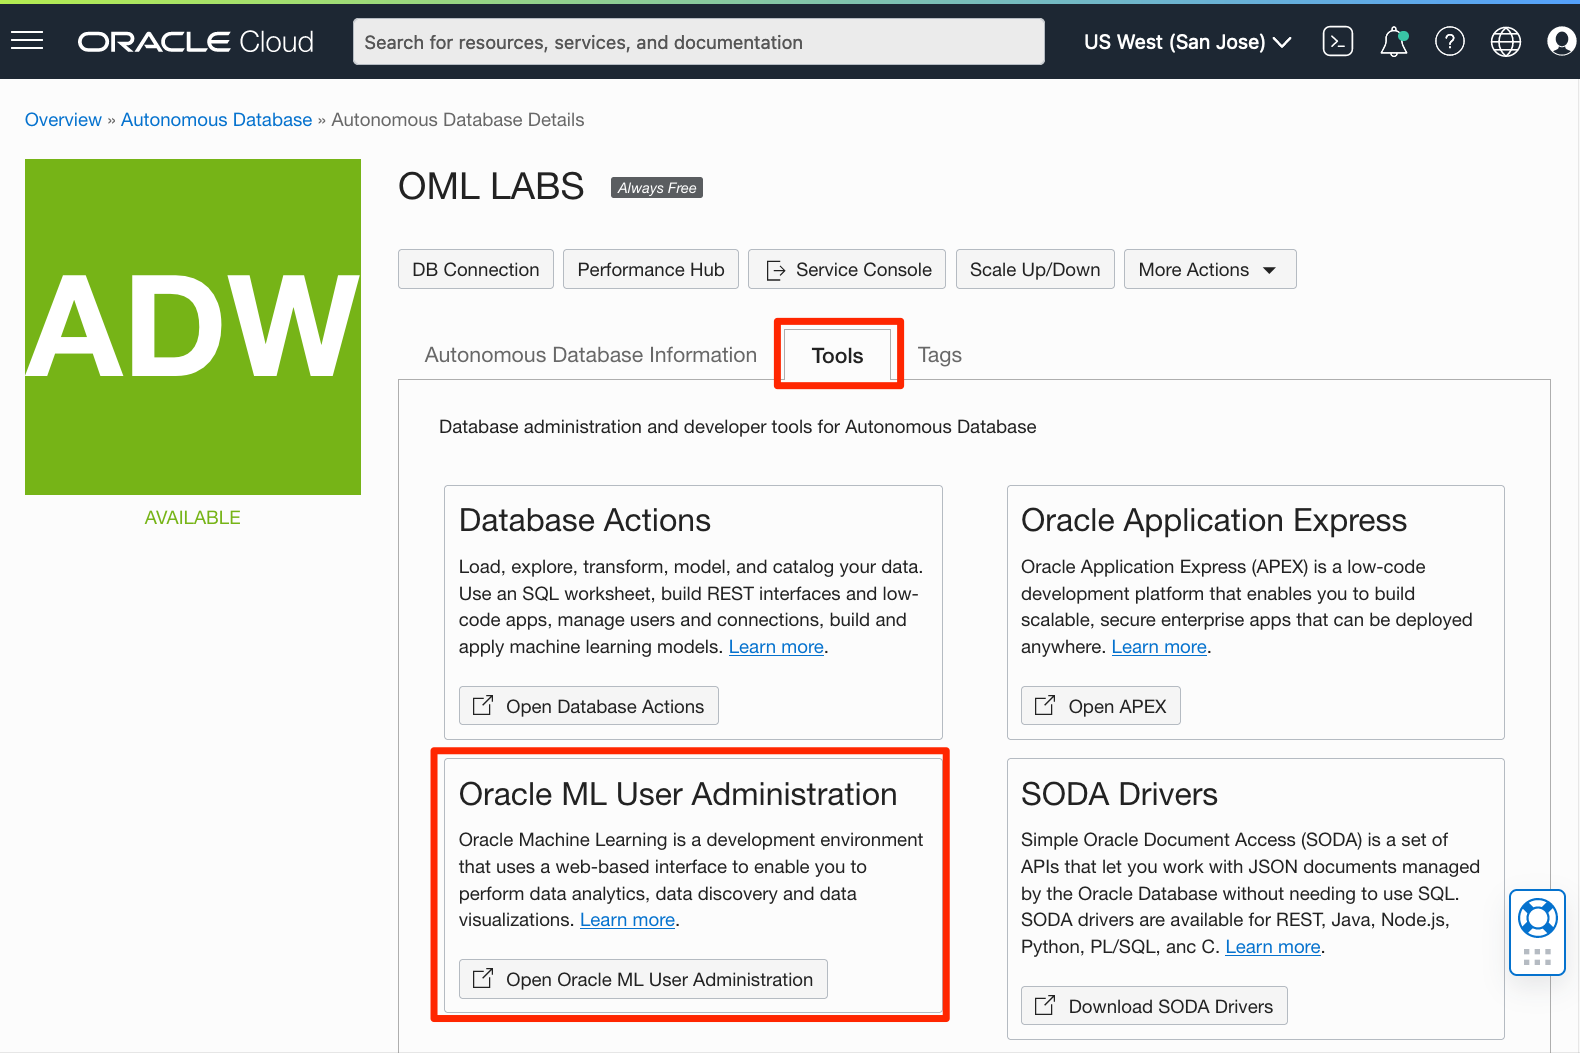 ORACLE Cloud
Search for resources, services, and documentation
US West (San Jose)
Overview » Autonomous Database » Autonomous Database Details
ADW
AVAILABLE
OML LABS
Always Free
DB Connection
Performance Hub
Service Console
Scale Up/Down
More Actions
Autonomous Database Information
Tools
Tags
Database administration and developer tools for Autonomous Database
Database Actions
Load, explore, transform, model, and catalog your data.
Use an SQL worksheet, build REST interfaces and low-
code apps, manage users and connections, build and
apply machine learning models. Learn more.
Open Database Actions
Oracle Application Express
Oracle Application Express (APEX) is a low-code
development platform that enables you to build
scalable, secure enterprise apps that can be deployed
anywhere. Learn more.
Open APEX
Oracle ML User Administration
Oracle Machine Learning is a development environment
that uses a web-based interface to enable you to
perform data analytics, data discovery and data
visualizations. Learn more.
Open Oracle ML User Administration
SODA Drivers
Simple Oracle Document Access (SODA) is a set of
APIs that let you work with JSON documents managed
by the Oracle Database without needing to use SQL.
SODA drivers are available for REST, Java, Node.js,
Python, PL/SQL, anc C. Learn more.
Download SODA Drivers